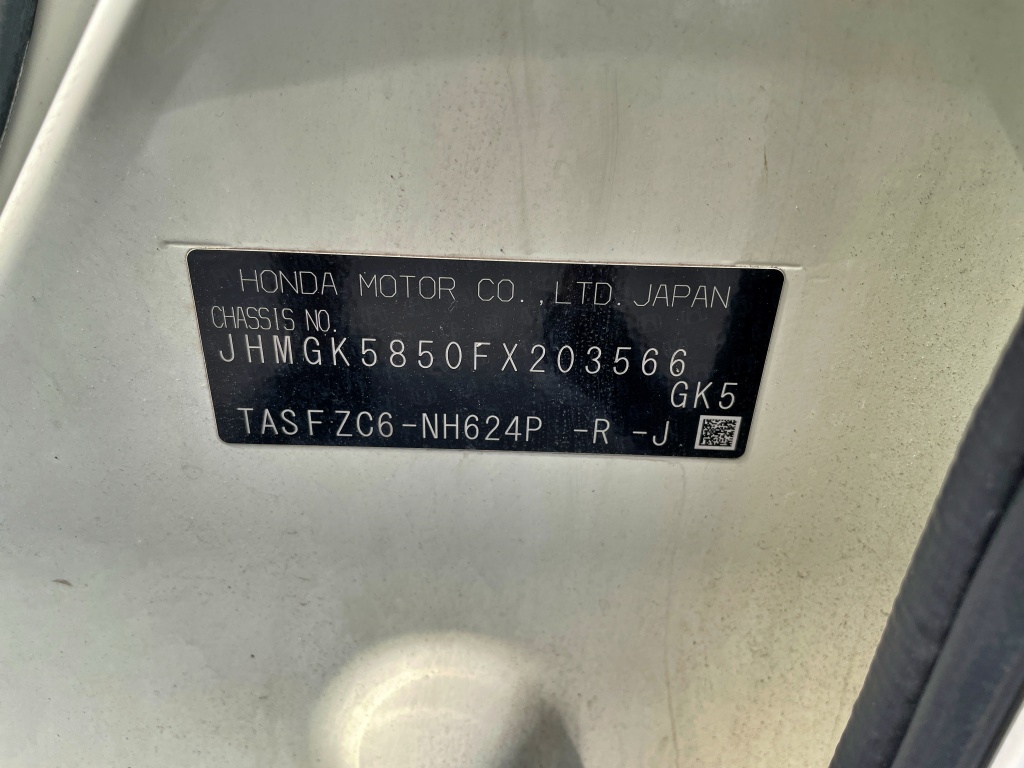 HONDA MOTOR CO.,LTD. JAPAN
CHASSIS NO.
JHMGK5850FX203566
GK5
TASFZC6-NH624P -R -J